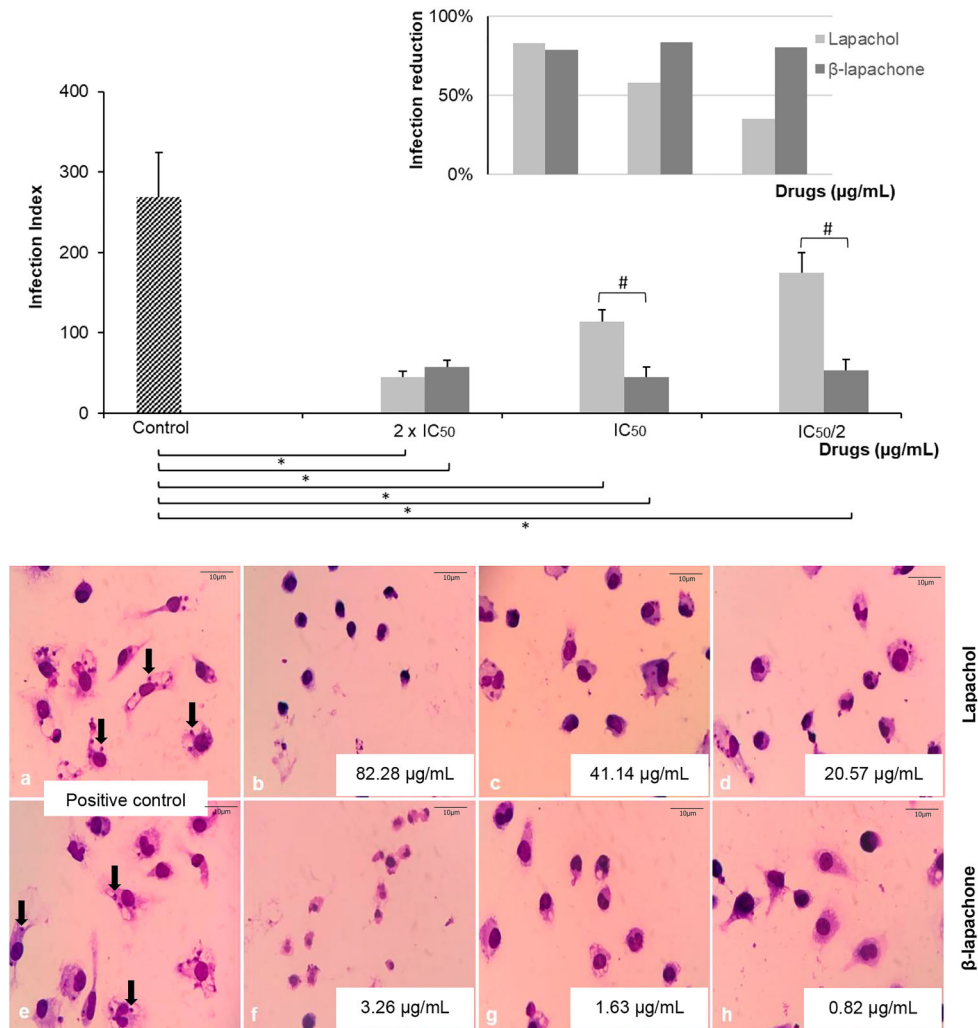 100%
50%
0%
Infection reduction
Lapachol
β-lapachone
Drugs (µg/mL)
400
300
200
100
0
Infection Index
#
#
Control
2 x IC50
IC50
IC50/2
Drugs (µg/mL)
*
*
*
*
*
10µm
10µm
10µm
10µm
a
b
c
d
82.28 µg/mL
41.14 µg/mL
20.57 µg/mL
Lapachol
Positive control
10µm
10µm
10µm
10µm
e
f
g
h
3.26 µg/mL
1.63 µg/mL
0.82 µg/mL
β-lapachone